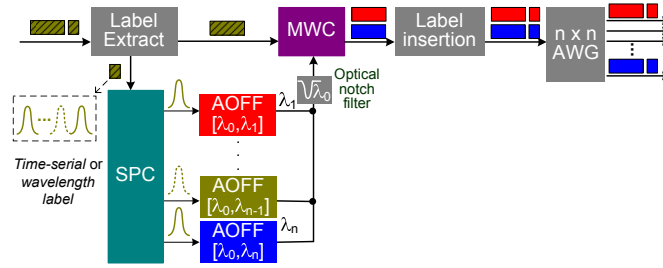 Label
Extract
MWC
Label
insertion
n x n
AWG
λ0
Optical
notch
filter
Time-serial or
wavelength
label
SPC
AOFF
[λ0,λ1]
λ1
AOFF
[λ0,λn-1]
AOFF
[λ0,λn]
λn